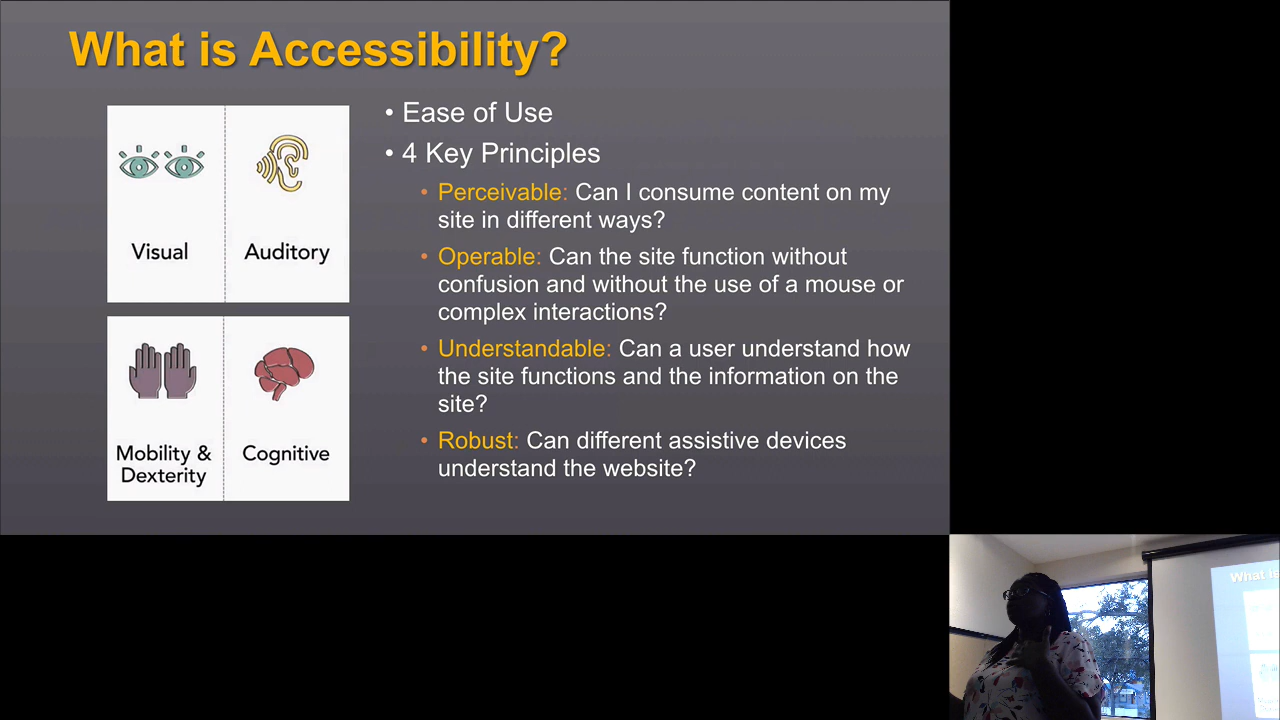 What is Accessibility?
Visual
Auditory
Mobility &
Dexterity
Cognitive
• Ease of Use
• 4 Key Principles
• Perceivable: Can I consume content on my
site in different ways?
• Operable: Can the site function without
confusion and without the use of a mouse or
complex interactions?
• Understandable: Can a user understand how
the site functions and the information on the
site?
• Robust: Can different assistive devices
understand the website?
What is